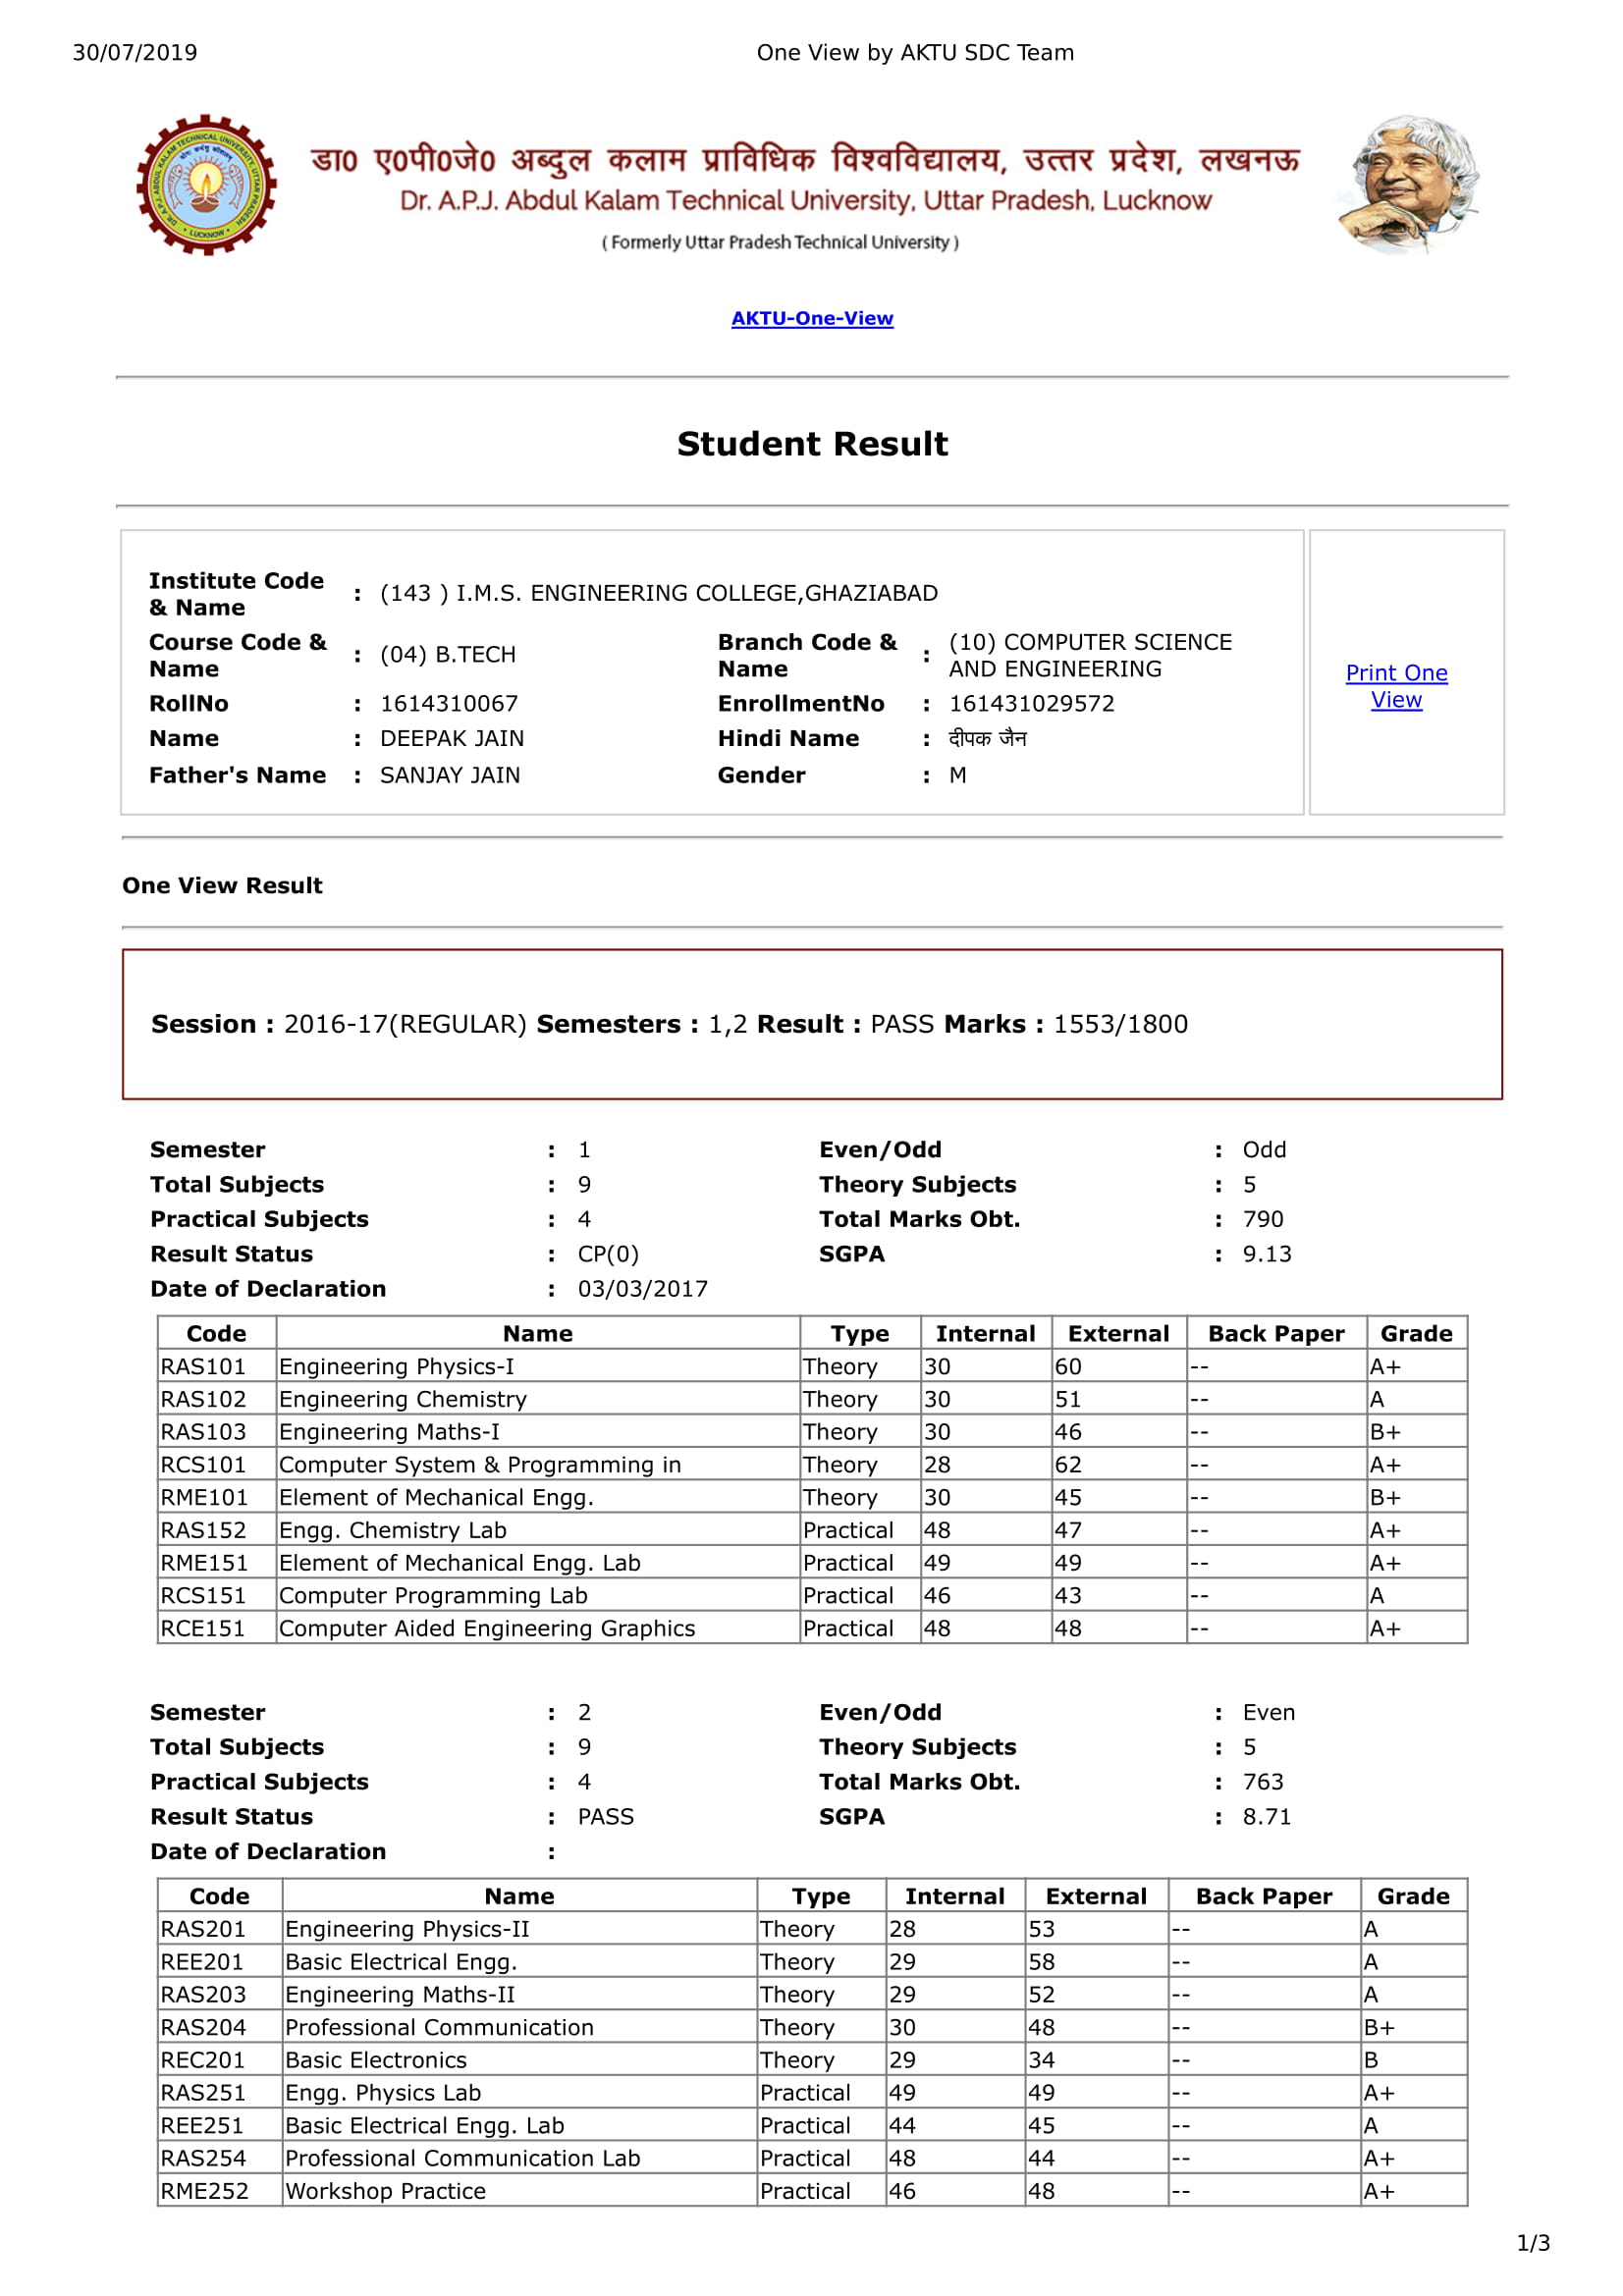 30/07/2019 One View by AKTU SDC Team
DR. A.P.J. ABDUL KALAM TECHNICAL UNIVERSITY, UTTAR PRADESH
LUCKNOW
डा0 ए0पी0जे0 अब्दुल कलाम प्राविधिक विश्वविद्यालय, उत्तर प्रदेश, लखनऊ
Dr. A.P.J. Abdul Kalam Technical University, Uttar Pradesh, Lucknow
( Formerly Uttar Pradesh Technical University )
AKTU-One-View
Student Result
Institute Code & Name : (143 ) I.M.S. ENGINEERING COLLEGE,GHAZIABAD
Course Code & Name : (04) B.TECH Branch Code & Name : (10) COMPUTER SCIENCE AND ENGINEERING
RollNo : 1614310067 EnrollmentNo : 161431029572
Name : DEEPAK JAIN Hindi Name : दीपक जैन
Father's Name : SANJAY JAIN Gender : M
Print One View
One View Result
Session : 2016-17(REGULAR) Semesters : 1,2 Result : PASS Marks : 1553/1800
Semester : 1 Even/Odd : Odd
Total Subjects : 9 Theory Subjects : 5
Practical Subjects : 4 Total Marks Obt. : 790
Result Status : CP(0) SGPA : 9.13
Date of Declaration : 03/03/2017
Code Name Type Internal External Back Paper Grade
RAS101 Engineering Physics-I Theory 30 60 -- A+
RAS102 Engineering Chemistry Theory 30 51 -- A
RAS103 Engineering Maths-I Theory 30 46 -- B+
RCS101 Computer System & Programming in Theory 28 62 -- A+
RME101 Element of Mechanical Engg. Theory 30 45 -- B+
RAS152 Engg. Chemistry Lab Practical 48 47 -- A+
RME151 Element of Mechanical Engg. Lab Practical 49 49 -- A+
RCS151 Computer Programming Lab Practical 46 43 -- A
RCE151 Computer Aided Engineering Graphics Practical 48 48 -- A+
Semester : 2 Even/Odd : Even
Total Subjects : 9 Theory Subjects : 5
Practical Subjects : 4 Total Marks Obt. : 763
Result Status : PASS SGPA : 8.71
Date of Declaration :
Code Name Type Internal External Back Paper Grade
RAS201 Engineering Physics-II Theory 28 53 -- A
REE201 Basic Electrical Engg. Theory 29 58 -- A
RAS203 Engineering Maths-II Theory 29 52 -- A
RAS204 Professional Communication Theory 30 48 -- B+
REC201 Basic Electronics Theory 29 34 -- B
RAS251 Engg. Physics Lab Practical 49 49 -- A+
REE251 Basic Electrical Engg. Lab Practical 44 45 -- A
RAS254 Professional Communication Lab Practical 48 44 -- A+
RME252 Workshop Practice Practical 46 48 -- A+
1/3